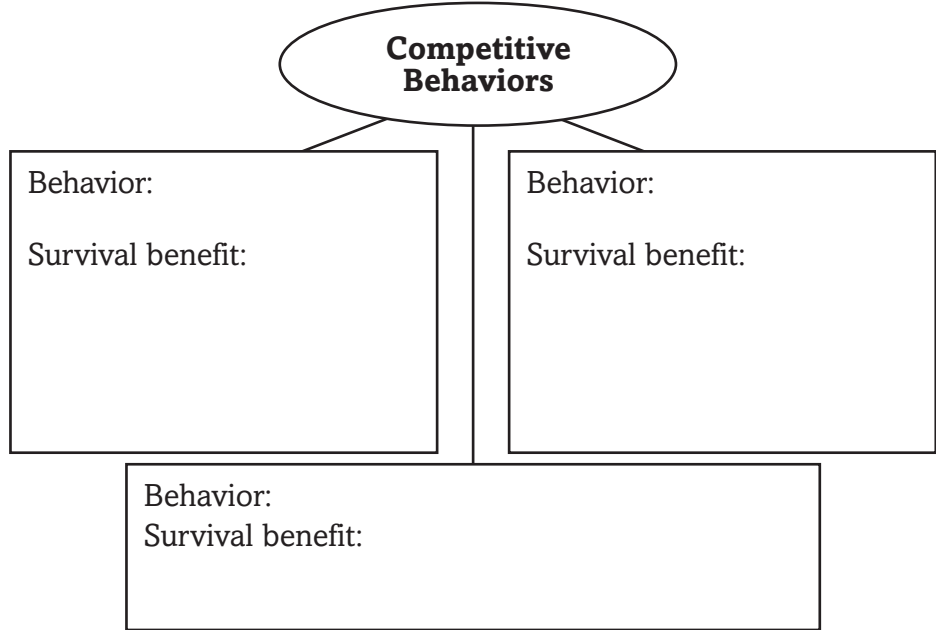 Competitive
Behaviors
Behavior:
Survival benefit:
Behavior:
Survival benefit:
Behavior:
Survival benefit: